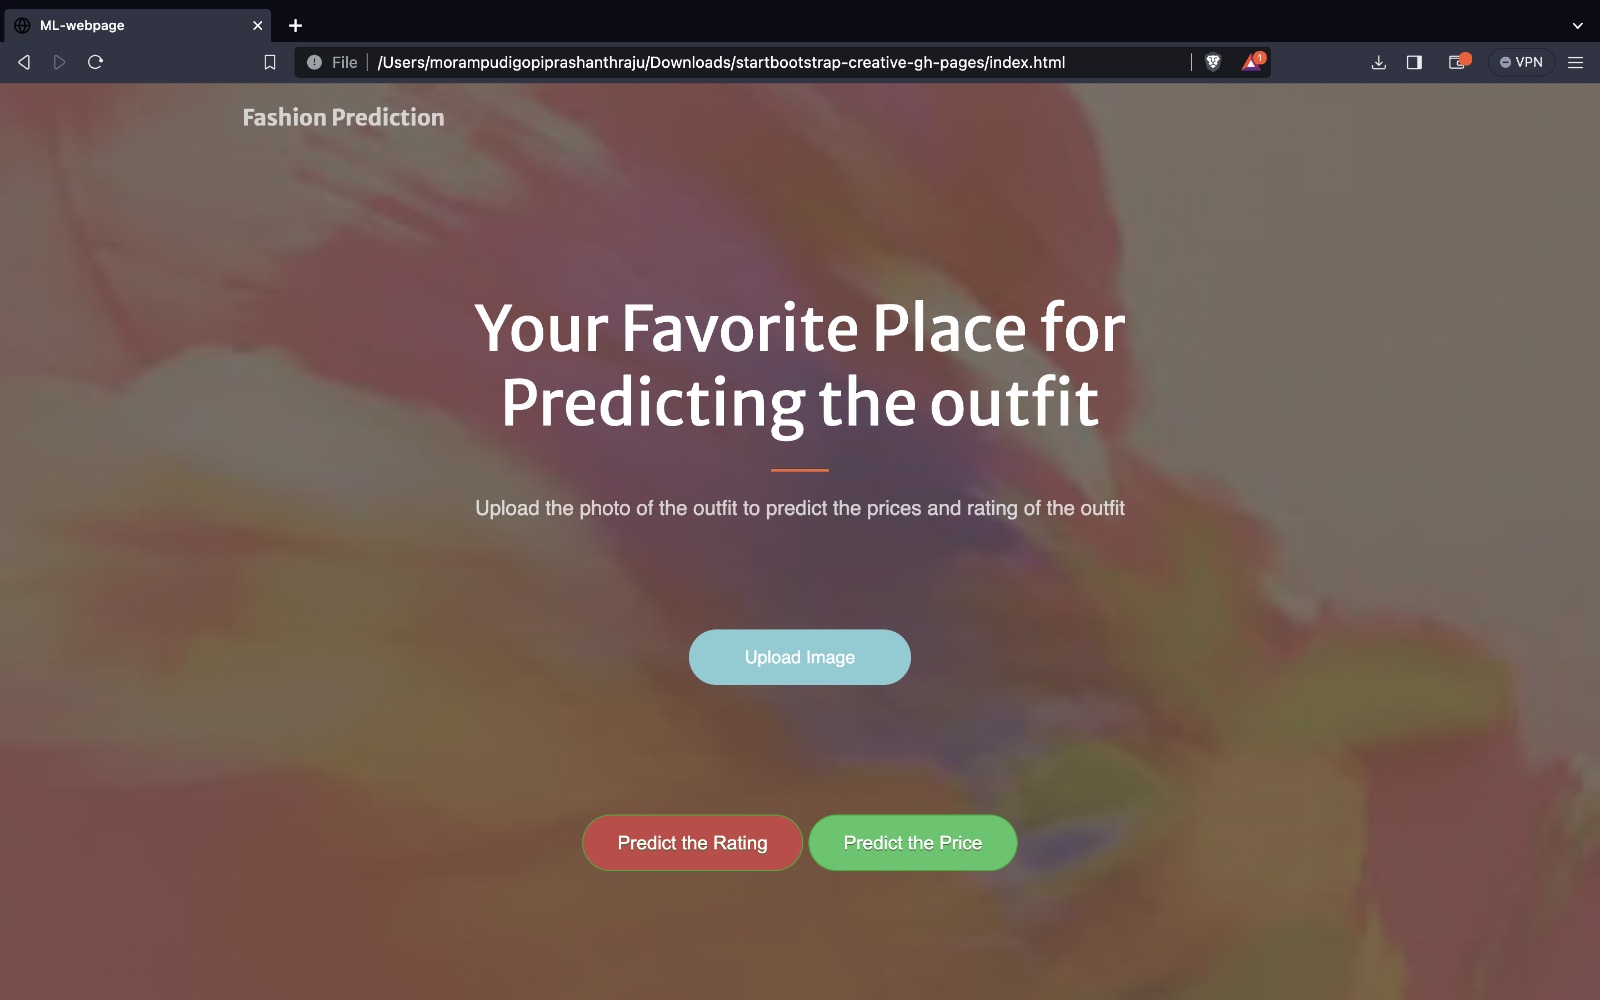 ML-webpage
File
/Users/morampudigopiprashanthraju/Downloads/startbootstrap-creative-gh-pages/index.html
1
VPN
Fashion Prediction
Your Favorite Place for
Predicting the outfit
Upload the photo of the outfit to predict the prices and rating of the outfit
Upload Image
Predict the Rating
Predict the Price